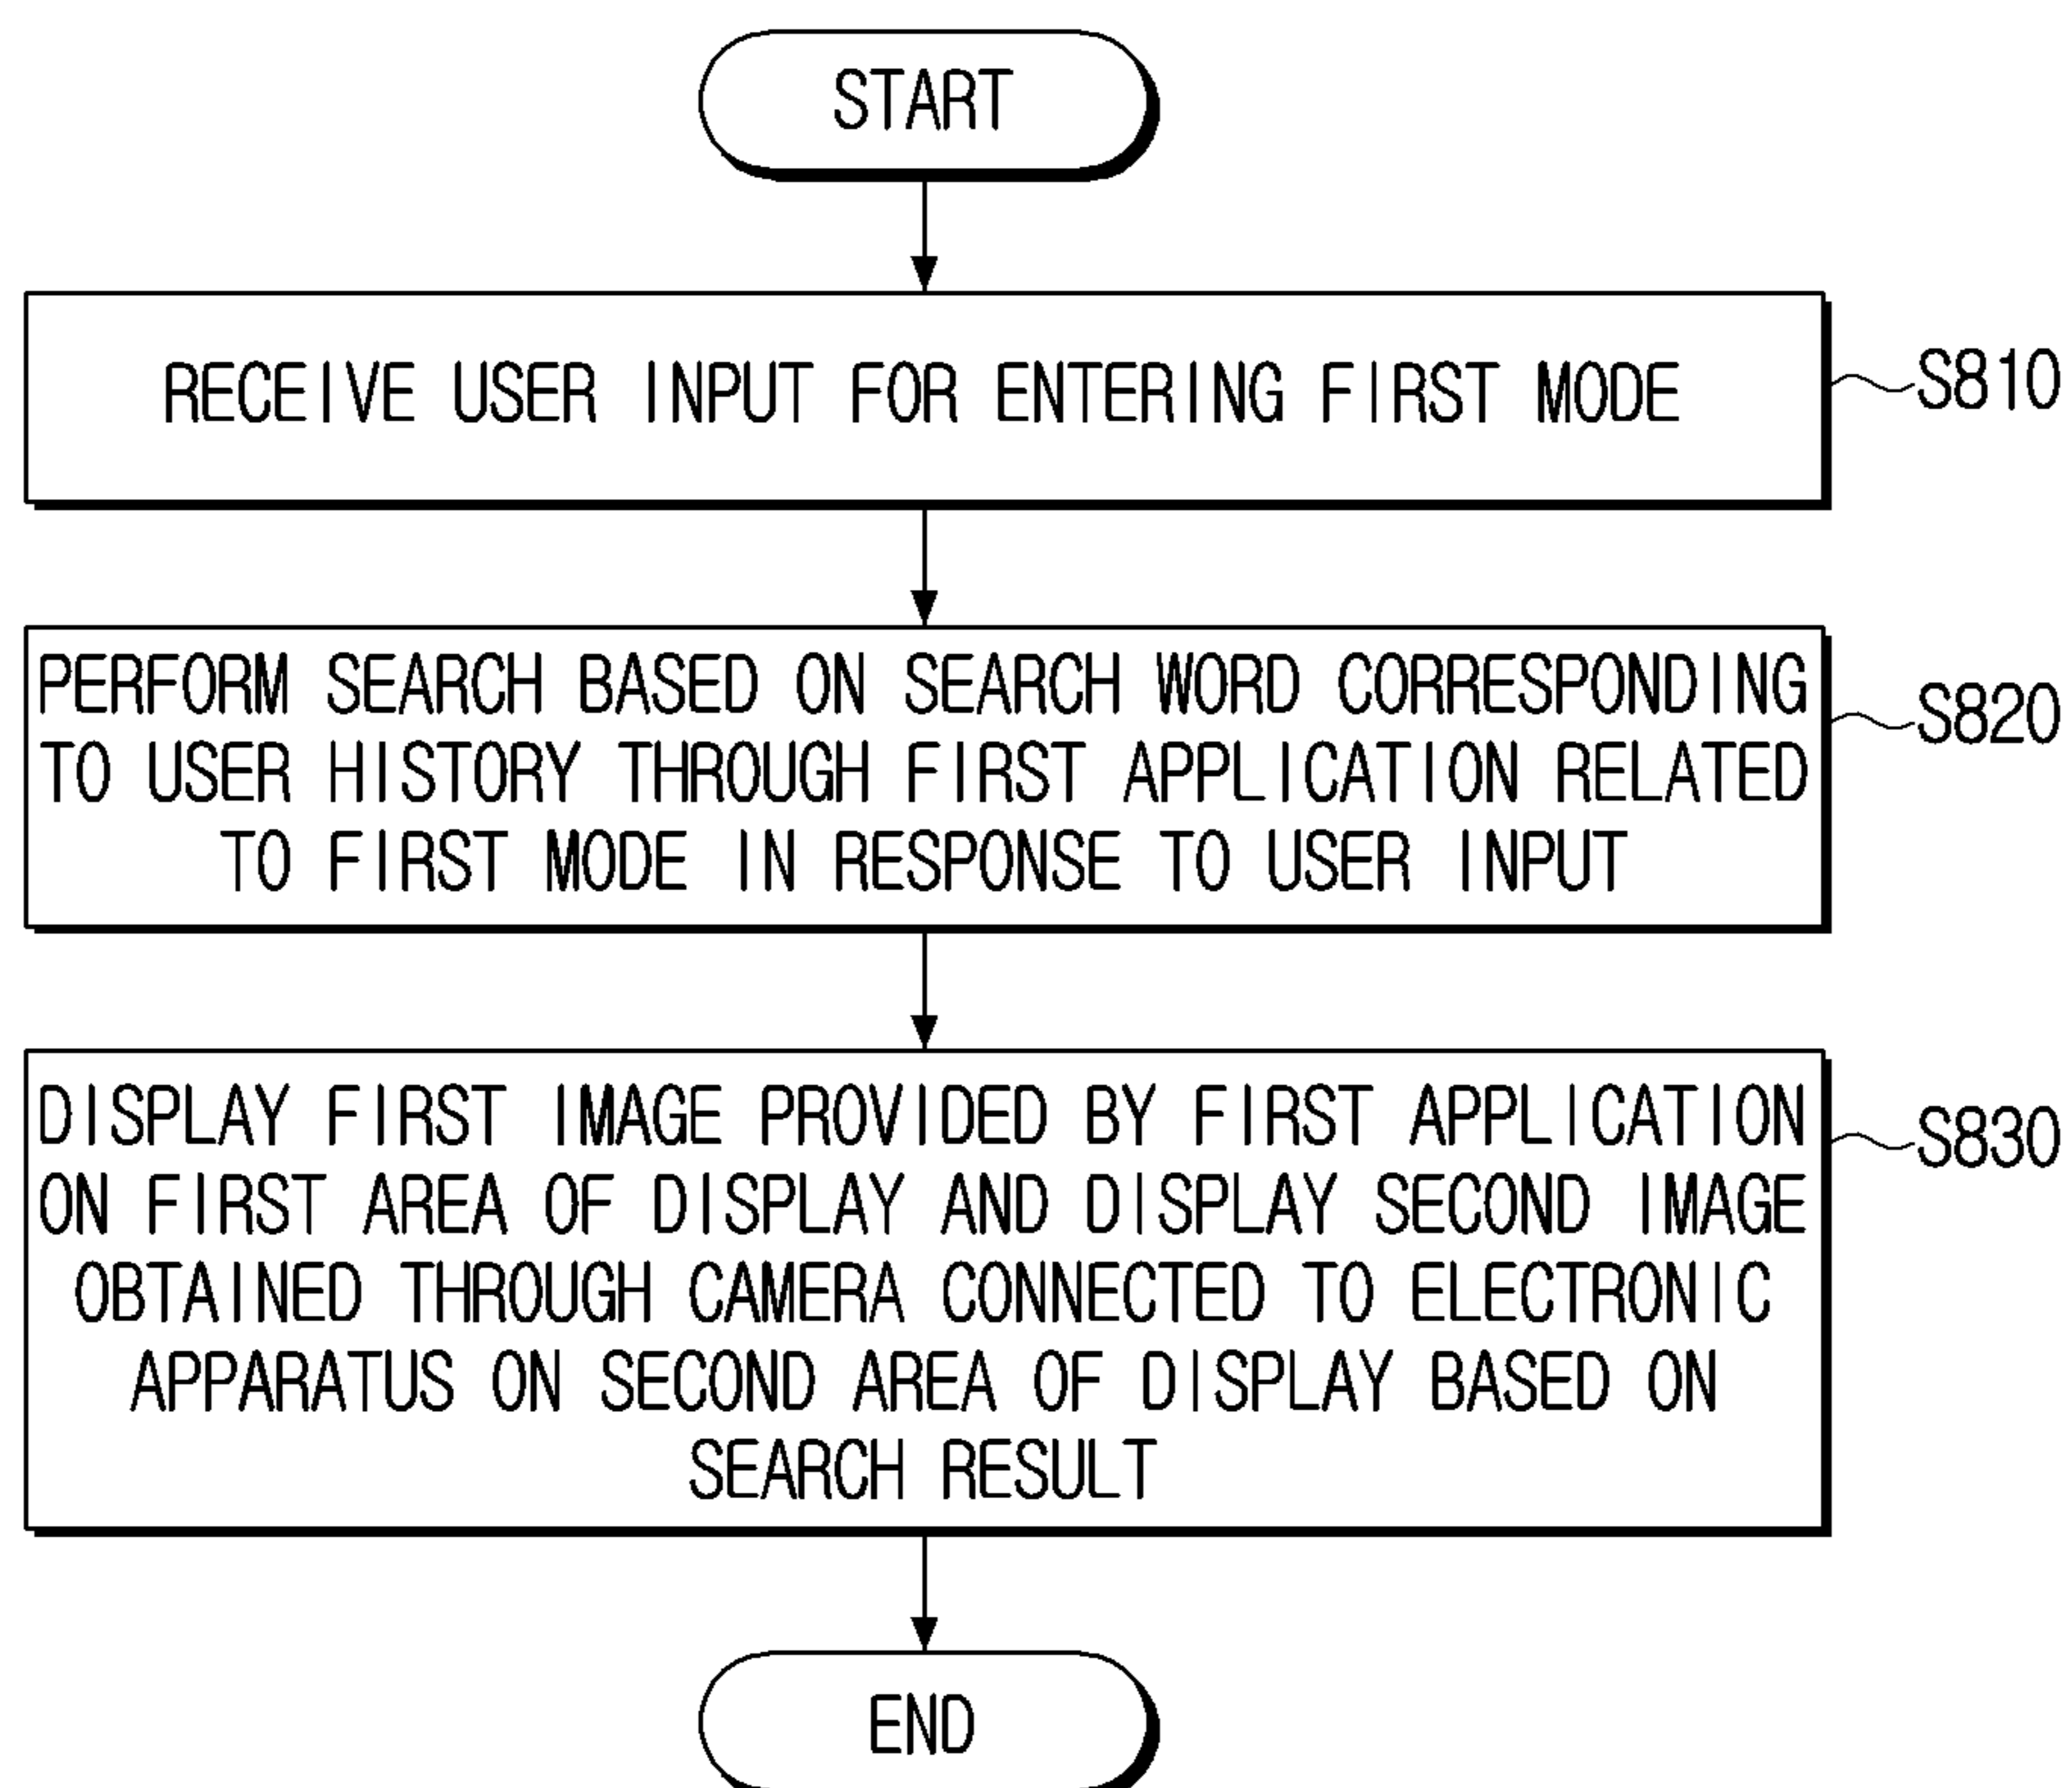 START
RECEIVE USER INPUT FOR ENTERING FIRST MODE
S810
PERFORM SEARCH BASED ON SEARCH WORD CORRESPONDING
TO USER HISTORY THROUGH FIRST APPLICATION RELATED
TO FIRST MODE IN RESPONSE TO USER INPUT
S820
DISPLAY FIRST IMAGE PROVIDED BY FIRST APPLICATION
ON FIRST AREA OF DISPLAY AND DISPLAY SECOND IMAGE
OBTAINED THROUGH CAMERA CONNECTED TO ELECTRONIC
APPARATUS ON SECOND AREA OF DISPLAY BASED ON
SEARCH RESULT
S830
END